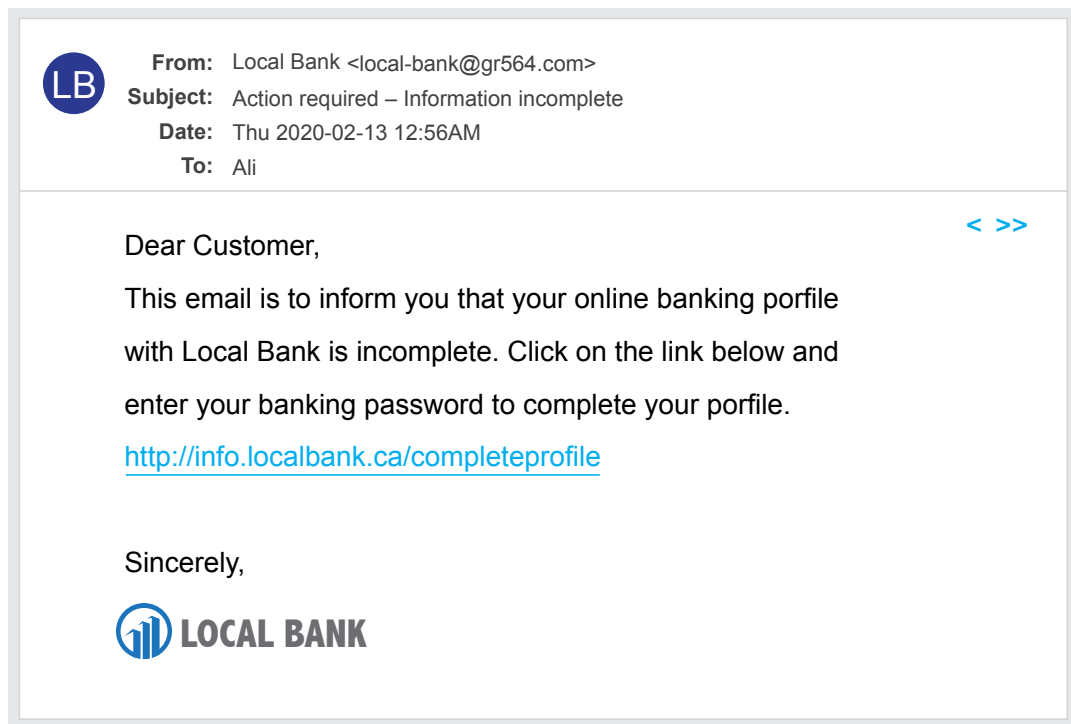 LB
From: Local Bank <local-bank@gr564.com>
Subject: Action required – Information incomplete
Date: Thu 2020-02-13 12:56AM
To: Ali
< >>
Dear Customer,
This email is to inform you that your online banking porfile
with Local Bank is incomplete. Click on the link below and
enter your banking password to complete your porfile.
http://info.localbank.ca/completeprofile
Sincerely,
LOCAL BANK